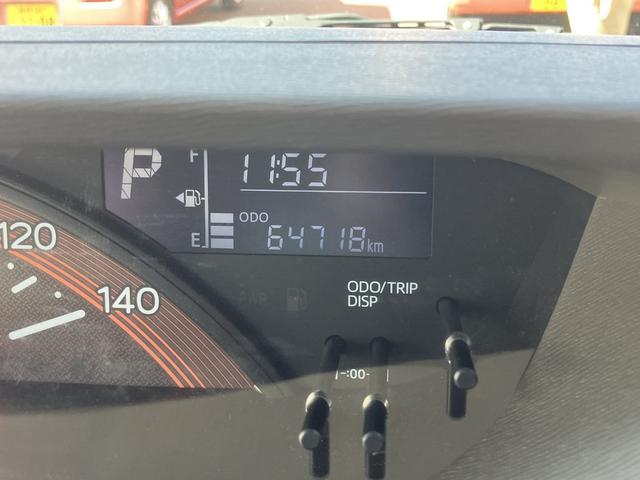 P
F
11:55
ODO
E
64718km
120
140
PWR
ODO/TRIP
DISP
-:00-